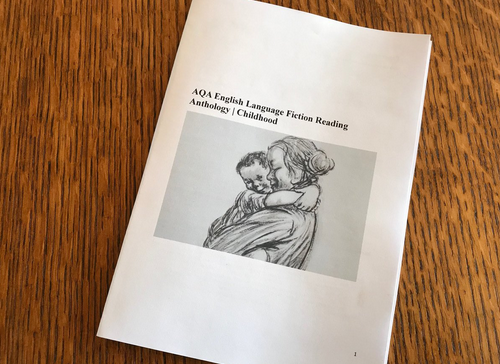 AQA English Language Fiction Reading
Anthology | Childhood
1